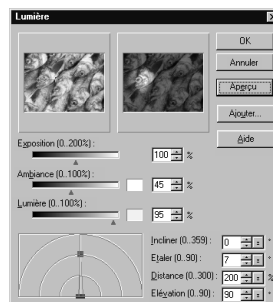 Lumière
OK
Annuler
Aperçu
Ajouter...
Aide
Exposition (0..200%)
100 %
Ambiance (0..100%) :
45 %
Lumière (0..100%) :
95 %
Incliner (0..359) : 0 °
Etaler (0..90) : 7 °
Distance (0..300) : 200 %
Elévation (0..90) : 90 °